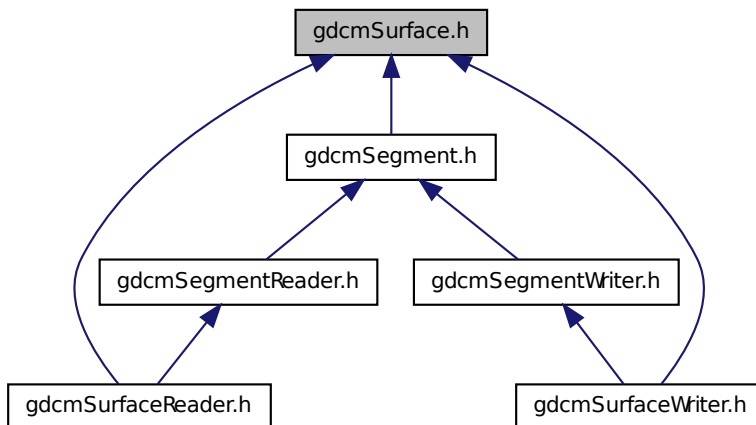 gdcmSurface.h
gdcmSegment.h
gdcmSegmentReader.h
gdcmSegmentWriter.h
gdcmSurfaceReader.h
gdcmSurfaceWriter.h